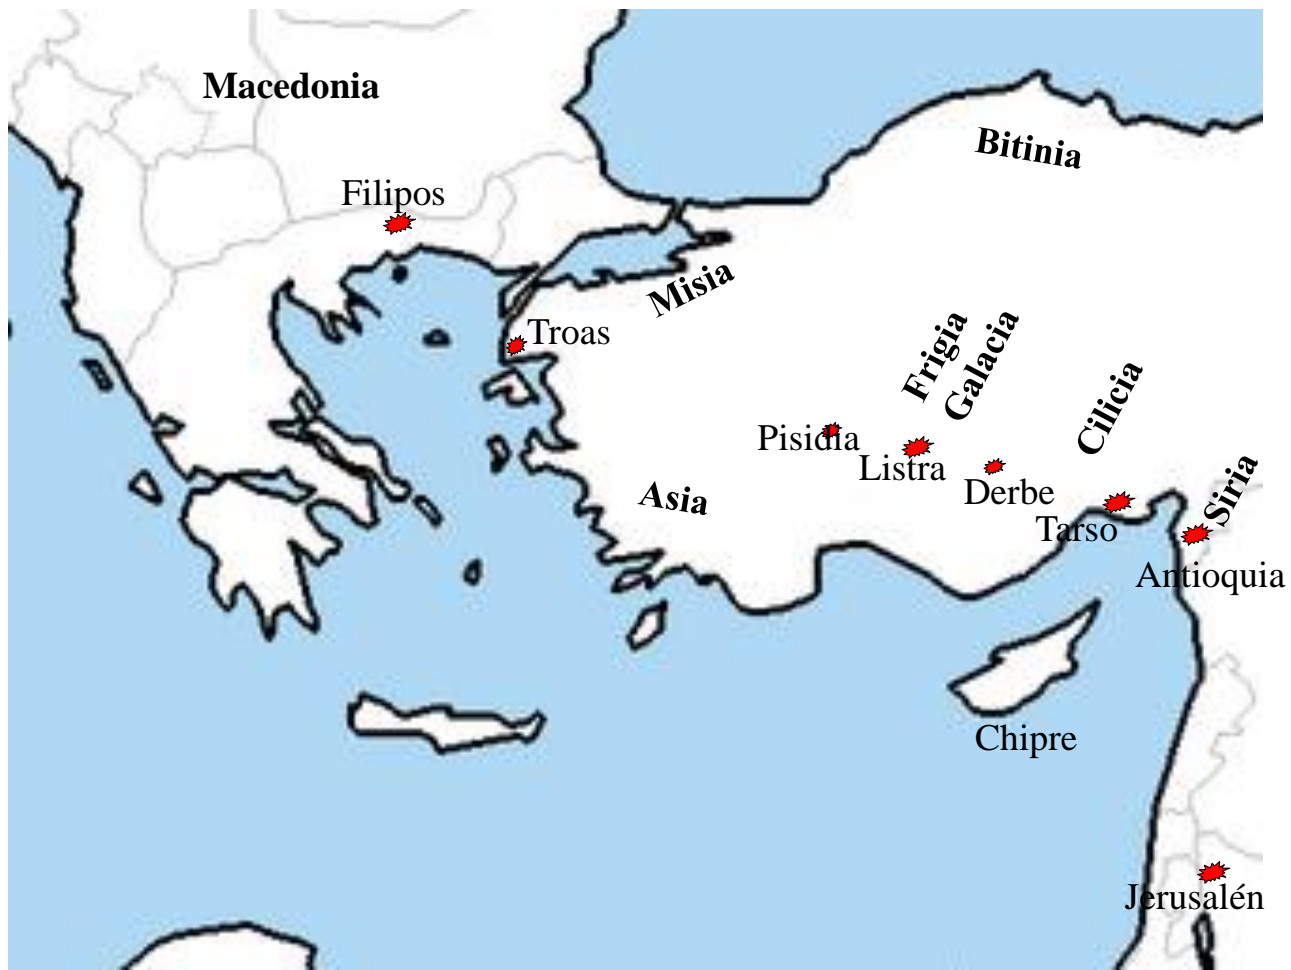 Macedonia
Bitinia
Filipos
Misia
Troas
Frigia
Galacia
Cilicia
Pisidia
Listra
Siria
Asia
Derbe
Tarso
Antioquia
Chipre
Jerusalén